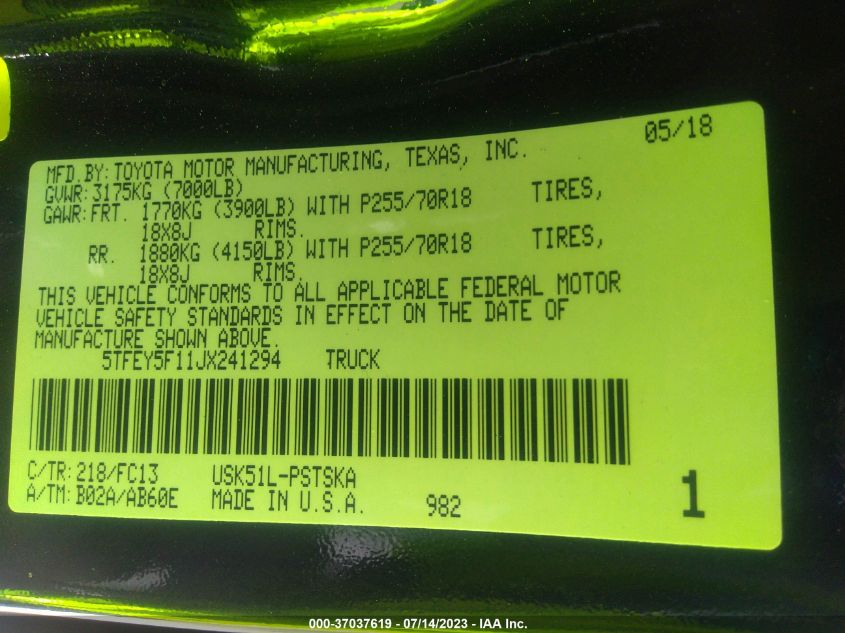 05/18
MFD.BY: TOYOTA MOTOR MANUFACTURING, TEXAS, INC.
GVWR: 3175KG (7000LB)
GAWR: FRT. 1770KG (3900LB) WITH P255/70R18 TIRES,
18X8J RIMS.
RR. 1880KG (4150LB) WITH P255/70R18 TIRES,
18X8J RIMS.
THIS VEHICLE CONFORMS TO ALL APPLICABLE FEDERAL MOTOR
VEHICLE SAFETY STANDARDS IN EFFECT ON THE DATE OF
MANUFACTURE SHOWN ABOVE.
5TFEY5F11JX241294 TRUCK
C/TR: 218/FC13 USK51L-PSTSKA
A/TM: B02A/AB60E MADE IN U.S.A. 982 1
000-37037619 - 07/14/2023 - IAA Inc.